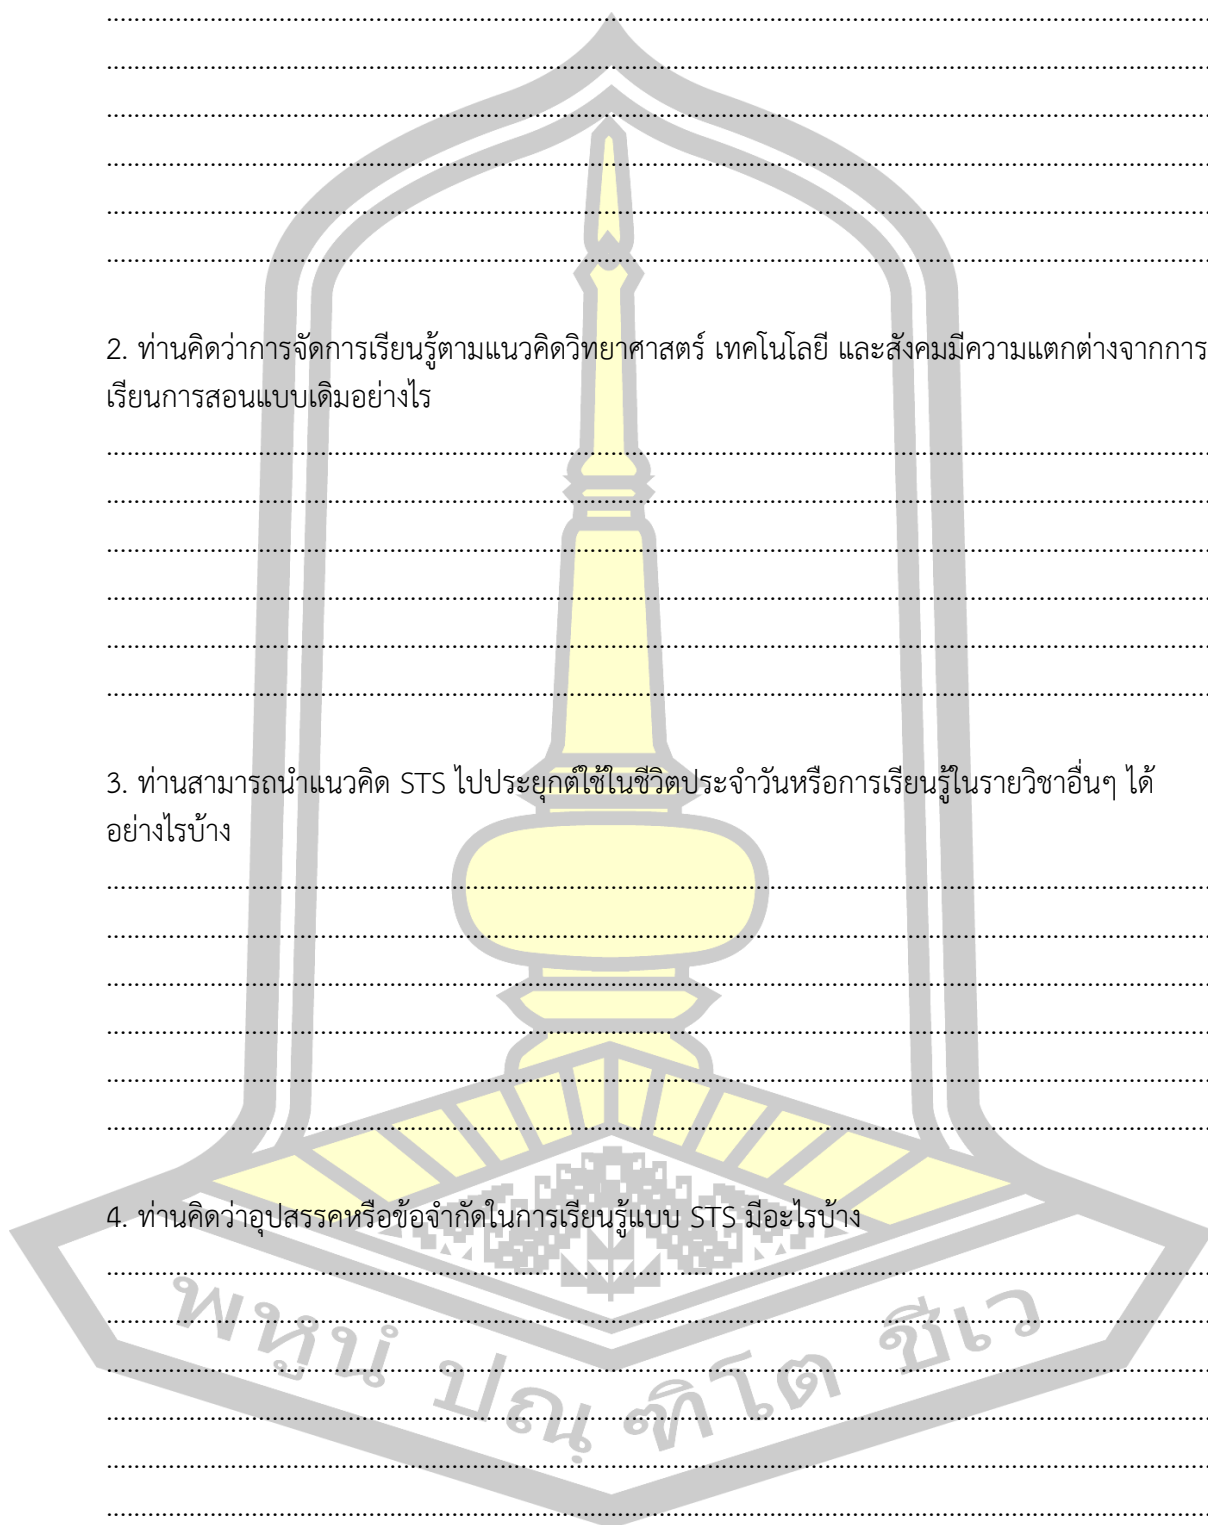 2. ท่านคิดว่าการจัดการเรียนรู้ตามแนวคิดวิทยาศาสตร์ เทคโนโลยี และสังคมมีความแตกต่างจากการ
เรียนการสอนแบบเดิมอย่างไร
3. ท่านสามารถนำแนวคิด STS ไปประยุกต์ใช้ในชีวิตประจำวันหรือการเรียนรู้ในรายวิชาอื่นๆ ได้
อย่างไรบ้าง
4. ท่านคิดว่าอุปสรรคหรือข้อจำกัดในการเรียนรู้แบบ STS มีอะไรบ้าง
พหูนํ ปณฺฑิโต ชีเว